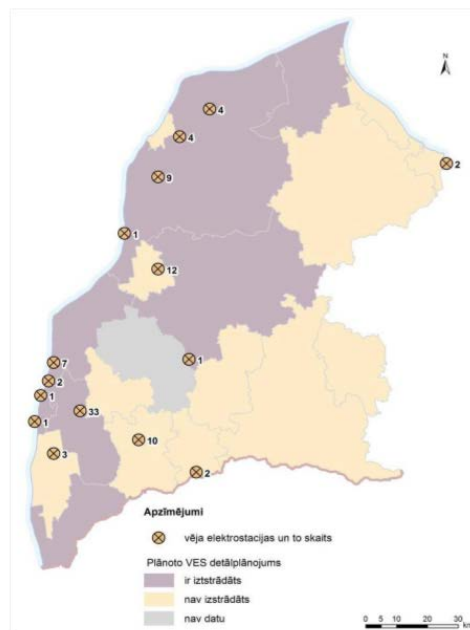 N
4
4
2
9
1
12
7
1
2
1
33
1
10
3
2
Apzīmējumi
vēja elektrostacijas un to skaits
Plānoto VES detālplānojums
ir iztstrādāts
nav izstrādāts
nav datu
0 5 10 20 30
km